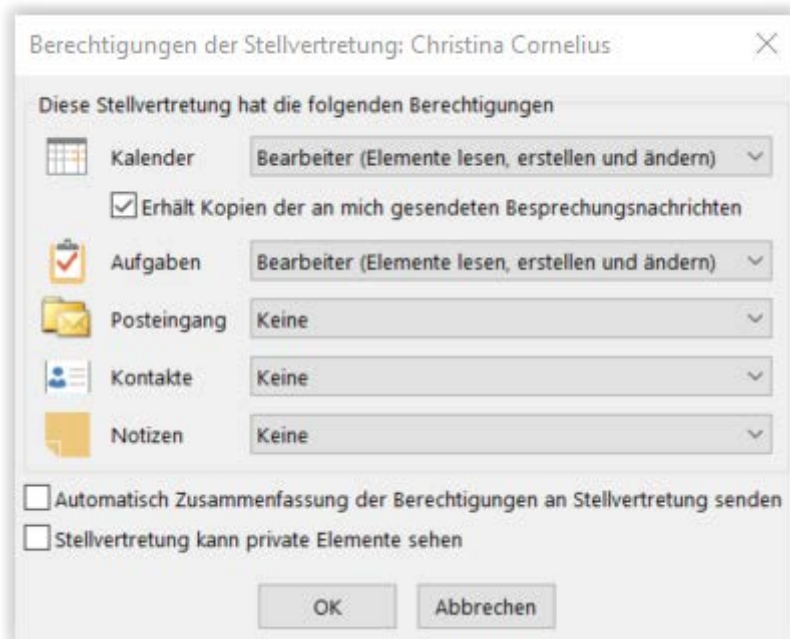 Berechtigungen der Stellvertretung: Christina Cornelius
Diese Stellvertretung hat die folgenden Berechtigungen
Kalender Bearbeiter (Elemente lesen, erstellen und ändern)
Erhält Kopien der an mich gesendeten Besprechungsnachrichten
Aufgaben Bearbeiter (Elemente lesen, erstellen und ändern)
Posteingang Keine
Kontakte Keine
Notizen Keine
Automatisch Zusammenfassung der Berechtigungen an Stellvertretung senden
Stellvertretung kann private Elemente sehen
OK Abbrechen